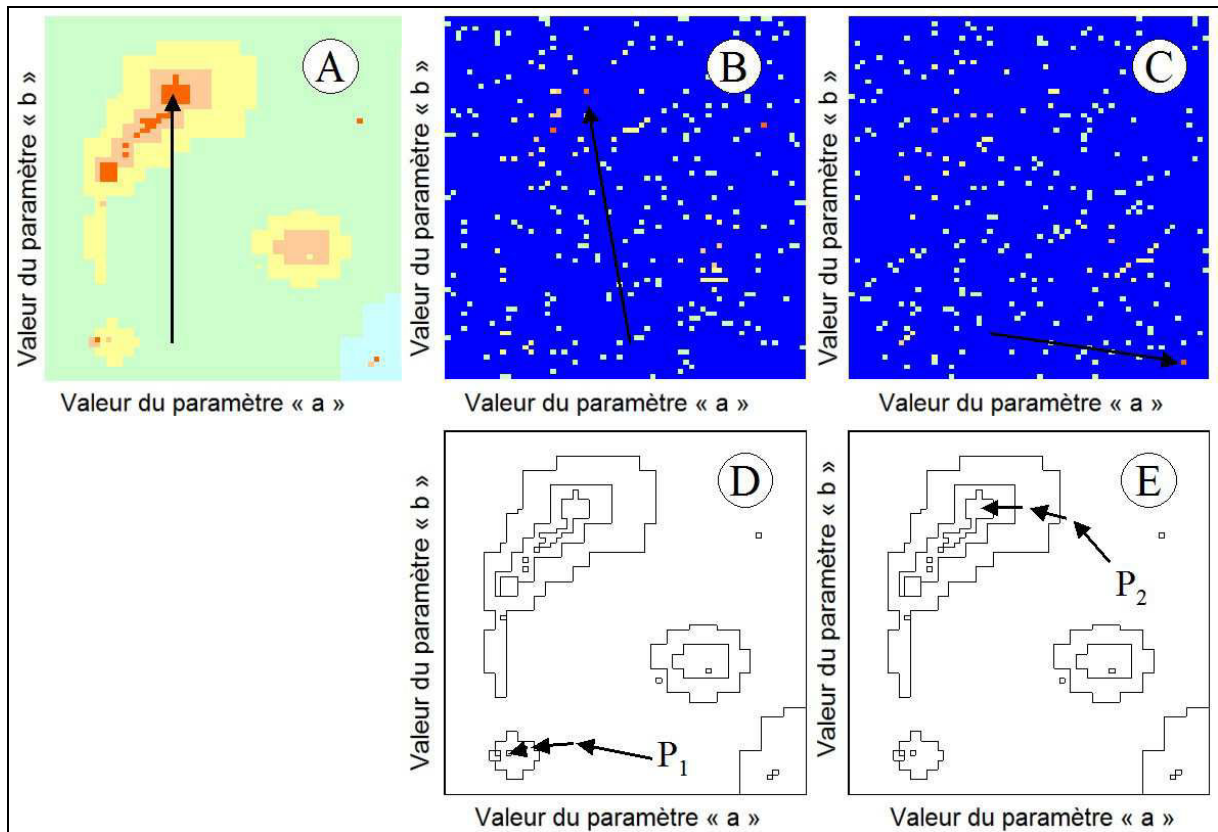 A
B
C
Valeur du paramètre « b »
Valeur du paramètre « b »
Valeur du paramètre « b »
Valeur du paramètre « a »
Valeur du paramètre « a »
Valeur du paramètre « a »
D
E
Valeur du paramètre « b »
Valeur du paramètre « b »
P1
P2
Valeur du paramètre « a »
Valeur du paramètre « a »